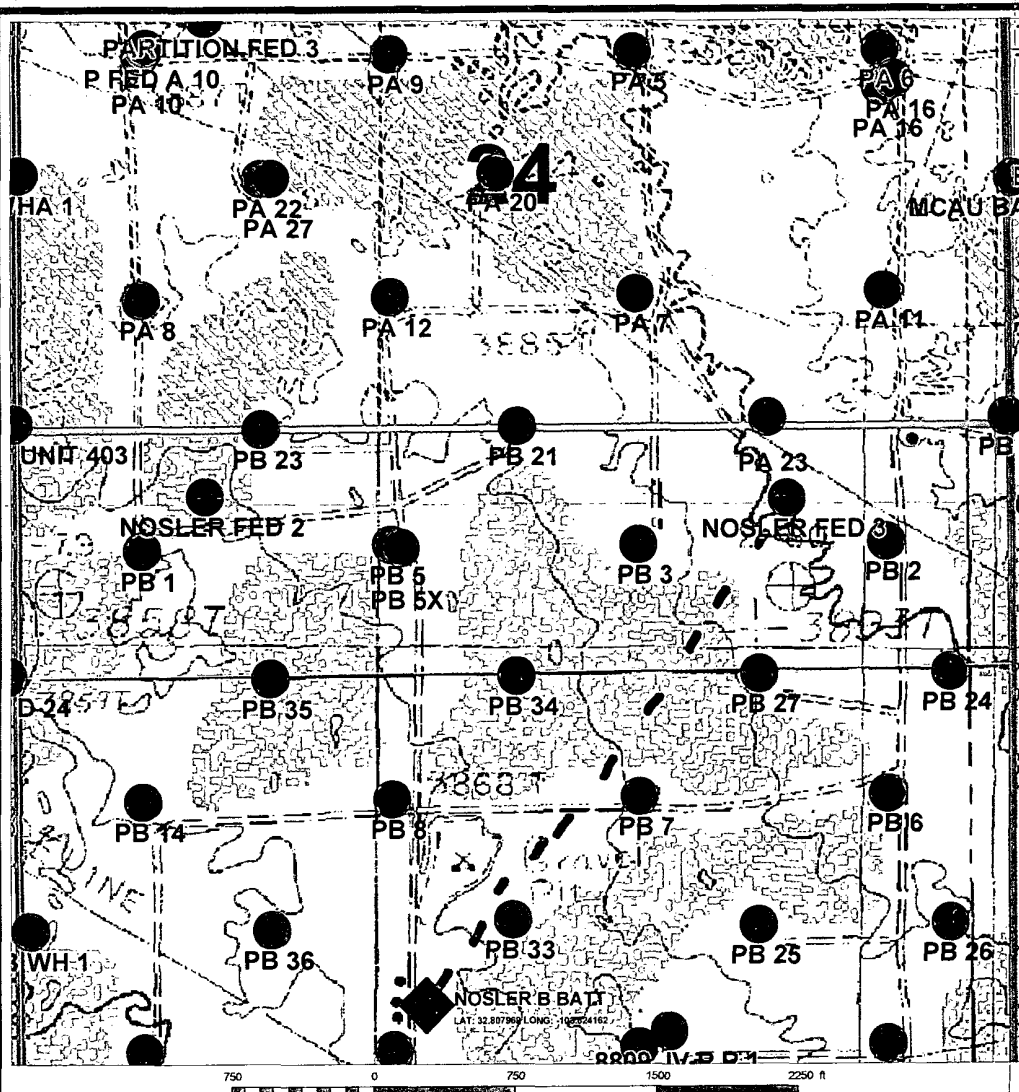 PARTITION FED 3
P FED A 10
PA 10
PA 9
PA 5
PA 6
PA 16
PA 16
24
PA 20
HA 1
PA 22
PA 27
MCAU BA
PA 8
PA 12
PA 7
PA 11
3885T
UNIT 403
PB 23
PB 21
PA 23
PB
NOSLER FED 2
NOSLER FED 3
PB 1
PB 5
PB 5X
PB 3
PB 2
D-24
PB 35
PB 34
PB 27
PB 24
3868T
PB 14
PB 8
PB 7
PB 6
WH 1
PB 36
PB 33
PB 25
PB 26
NOSLER B BATT
750 0 750 1500 2250 ft